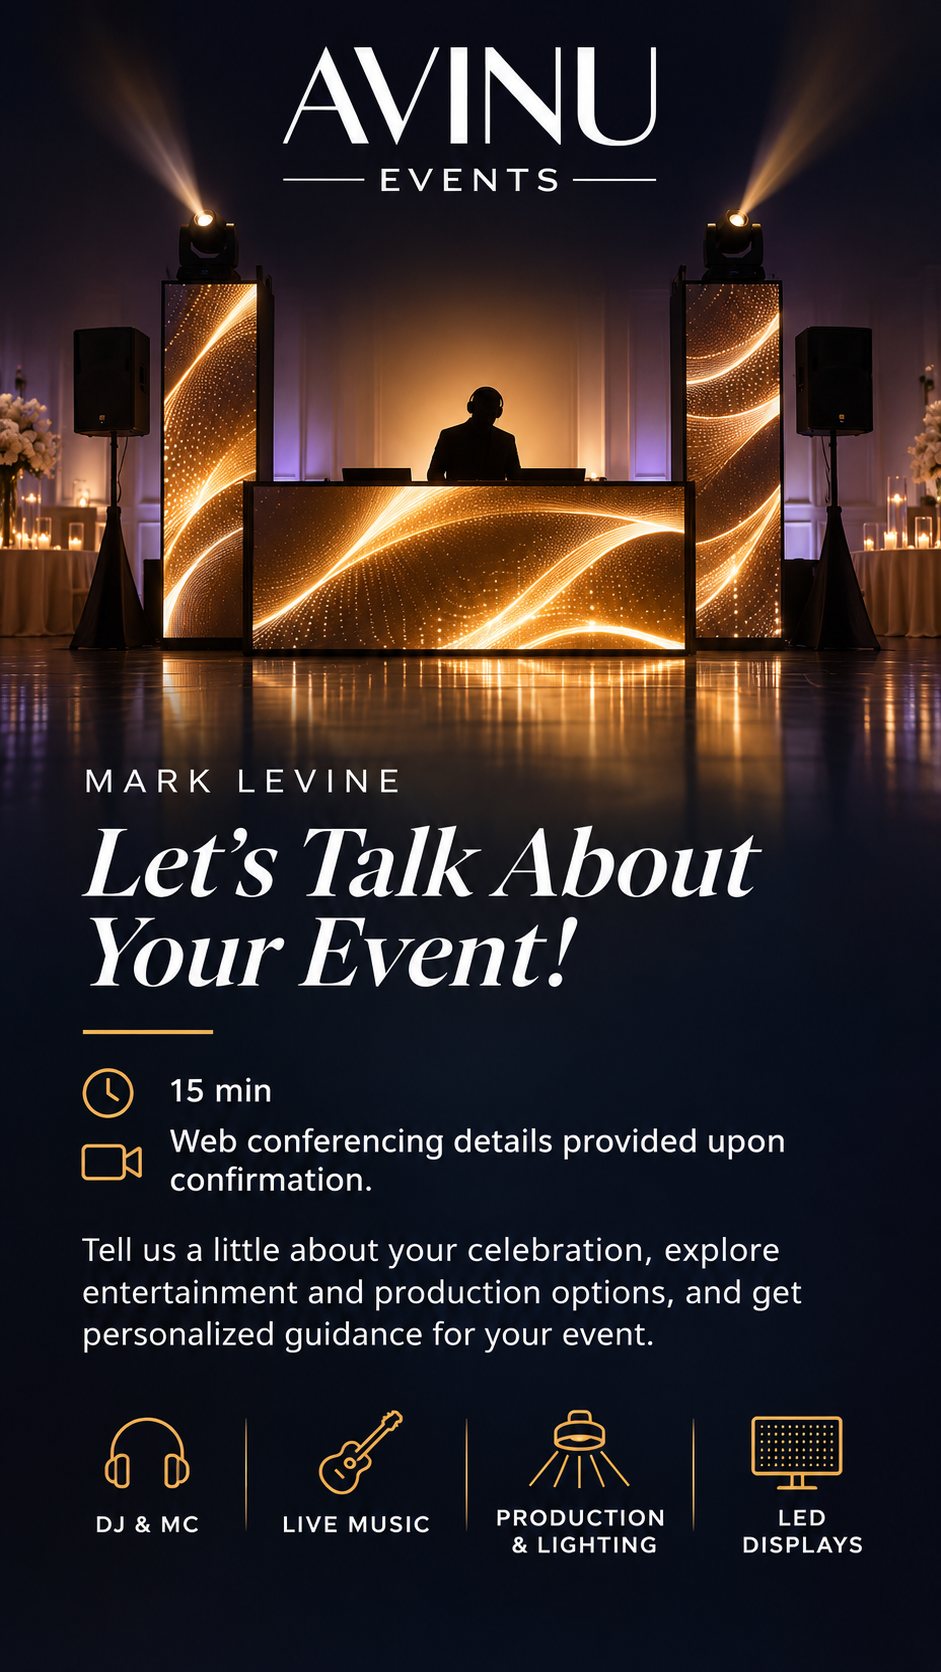 AVINU
EVENTS
MARK LEVINE
Let's Talk About
Your Event!
15 min
Web conferencing details provided upon
confirmation.
Tell us a little about your celebration, explore
entertainment and production options, and get
personalized guidance for your event.
DJ & MC
LIVE MUSIC
PRODUCTION
& LIGHTING
LED
DISPLAYS